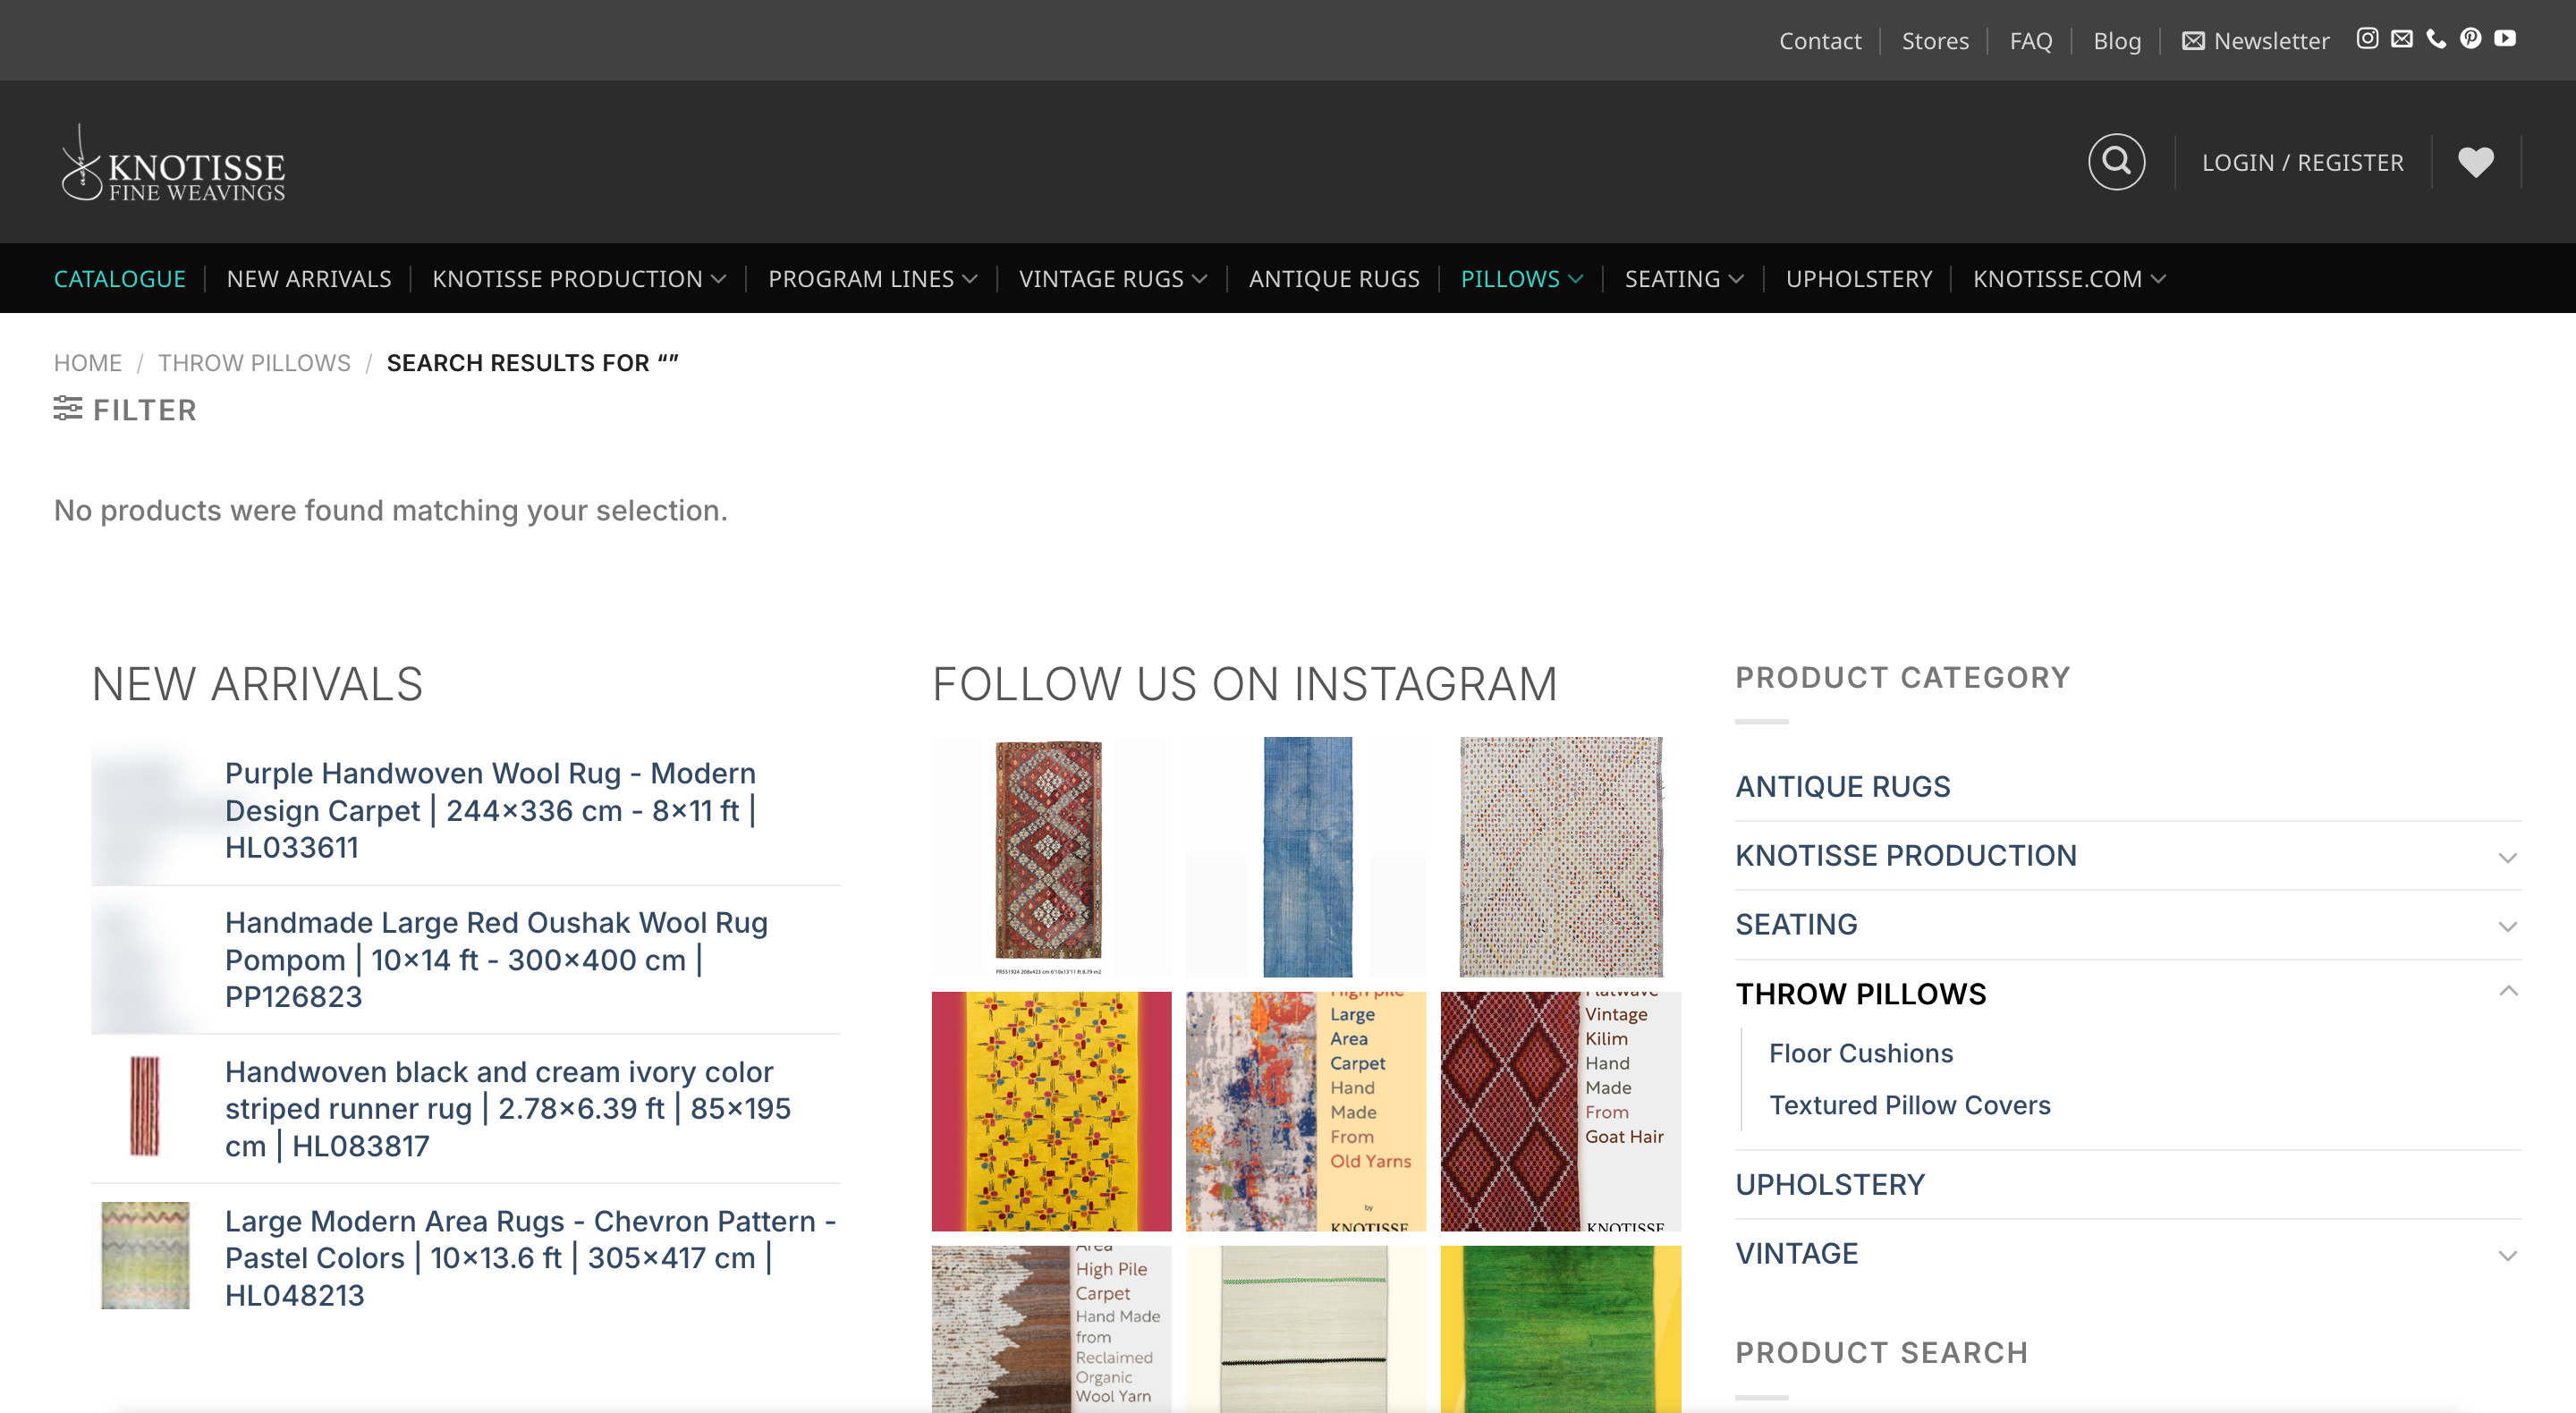 Contact
Stores
FAQ
Blog
Newsletter
KNOTISSE
FINE WEAVINGS
LOGIN / REGISTER
CATALOGUE
NEW ARRIVALS
KNOTISSE PRODUCTION
PROGRAM LINES
VINTAGE RUGS
ANTIQUE RUGS
PILLOWS
SEATING
UPHOLSTERY
KNOTISSE.COM
HOME / THROW PILLOWS / SEARCH RESULTS FOR “”
FILTER
No products were found matching your selection.
NEW ARRIVALS
Purple Handwoven Wool Rug - Modern
Design Carpet | 244×336 cm - 8×11 ft |
HL033611
Handmade Large Red Oushak Wool Rug
Pompom | 10×14 ft - 300×400 cm |
PP126823
Handwoven black and cream ivory color
striped runner rug | 2.78×6.39 ft | 85×195
cm | HL083817
Large Modern Area Rugs - Chevron Pattern -
Pastel Colors | 10×13.6 ft | 305×417 cm |
HL048213
FOLLOW US ON INSTAGRAM
High pile
Large
Area
Carpet
Hand
Made
From
Old Yarns
by
KNOTISSE
Vintage
Kilim
Hand
Made
From
Goat Hair
KNOTISSE
Area
High Pile
Carpet
Hand Made
from
Reclaimed
Organic
Wool Yarn
PRODUCT CATEGORY
ANTIQUE RUGS
KNOTISSE PRODUCTION
SEATING
THROW PILLOWS
Floor Cushions
Textured Pillow Covers
UPHOLSTERY
VINTAGE
PRODUCT SEARCH